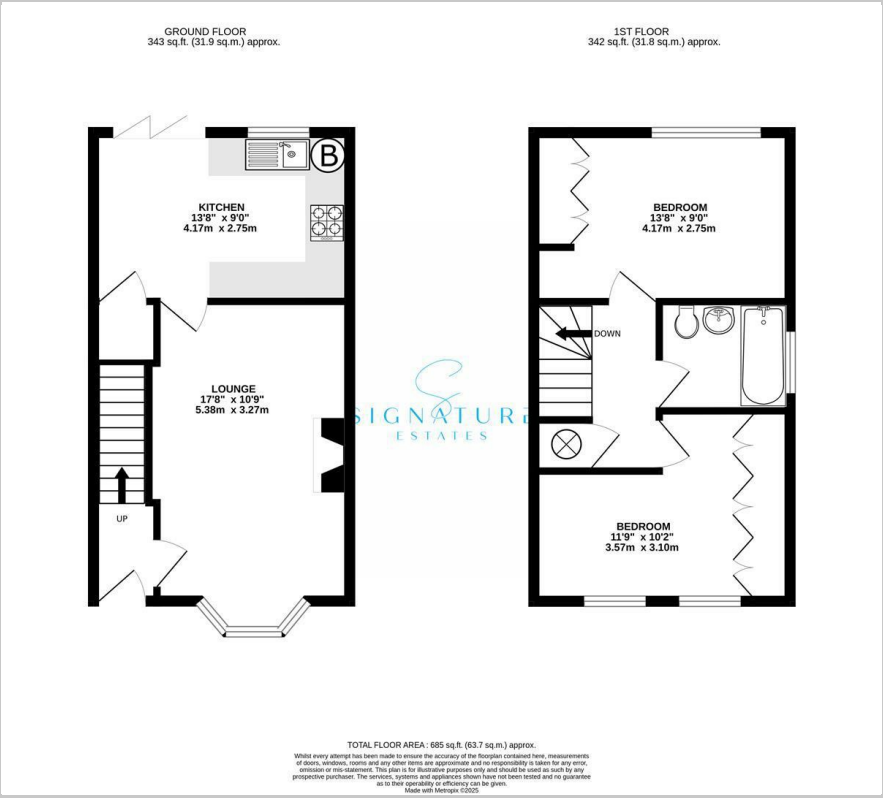 GROUND FLOOR
343 sq.ft. (31.9 sq.m.) approx.
1ST FLOOR
342 sq.ft. (31.8 sq.m.) approx.
B
KITCHEN
13'8" x 9'0"
4.17m x 2.75m
BEDROOM
13'8" x 9'0"
4.17m x 2.75m
DOWN
LOUNGE
17'8" x 10'9"
5.38m x 3.27m
S
SIGNATURE
ESTATES
UP
BEDROOM
11'9" x 10'2"
3.57m x 3.10m
TOTAL FLOOR AREA : 685 sq.ft. (63.7 sq.m.) approx.
Whilst every attempt has been made to ensure the accuracy of the floorplan contained here, measurements
of doors, windows, rooms and any other items are approximate and no responsibility is taken for any error,
omission or mis-statement. This plan is for illustrative purposes only and should be used as such by any
prospective purchaser. The services, systems and appliances shown have not been tested and no guarantee
as to their operability or efficiency can be given.
Made with Metropix ©2025